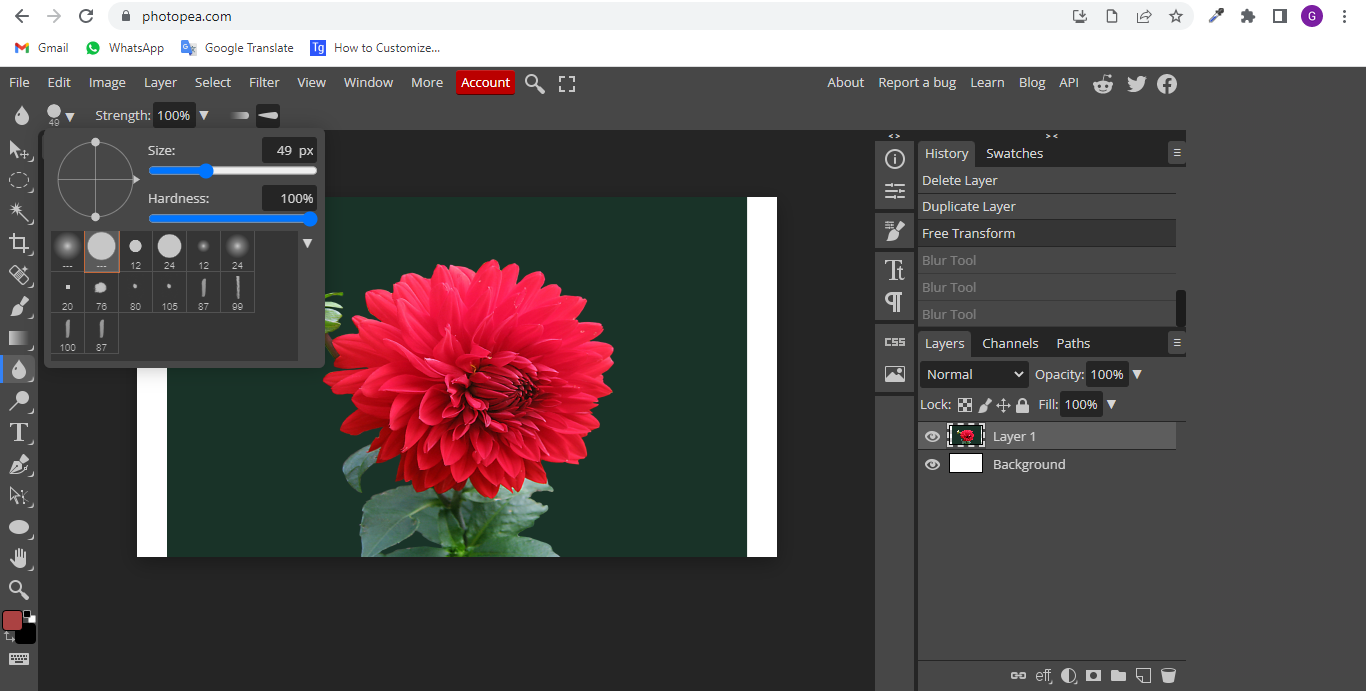 photopea.com
G
Gmail WhatsApp Google Translate Tg How to Customize...
File Edit Image Layer Select Filter View Window More Account About Report a bug Learn Blog API
49 Strength: 100%
Size: 49 px
Hardness: 100%
--- --- 12 24 12 24
20 76 80 105 87 99
100 87
< > > <
History Swatches
Delete Layer
Duplicate Layer
Free Transform
Blur Tool
Blur Tool
Blur Tool
CSS
Layers Channels Paths
Normal Opacity: 100%
Lock: Fill: 100%
Layer 1
Background
eff